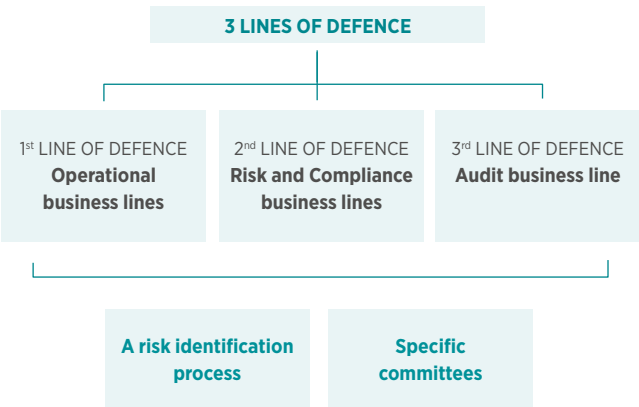 3 LINES OF DEFENCE
1st LINE OF DEFENCE
Operational
business lines
2nd LINE OF DEFENCE
Risk and Compliance
business lines
3rd LINE OF DEFENCE
Audit business line
A risk identification
process
Specific
committees